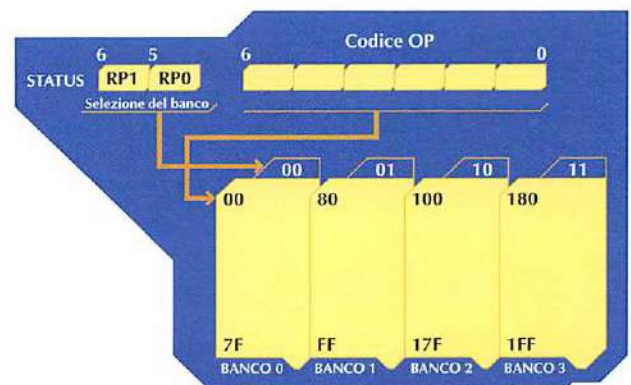 Codice OP
6 5 6 0
STATUS RP1 RP0
Selezione del banco
00 01 10 11
00 80 100 180
7F FF 17F 1FF
BANCO 0 BANCO 1 BANCO 2 BANCO 3